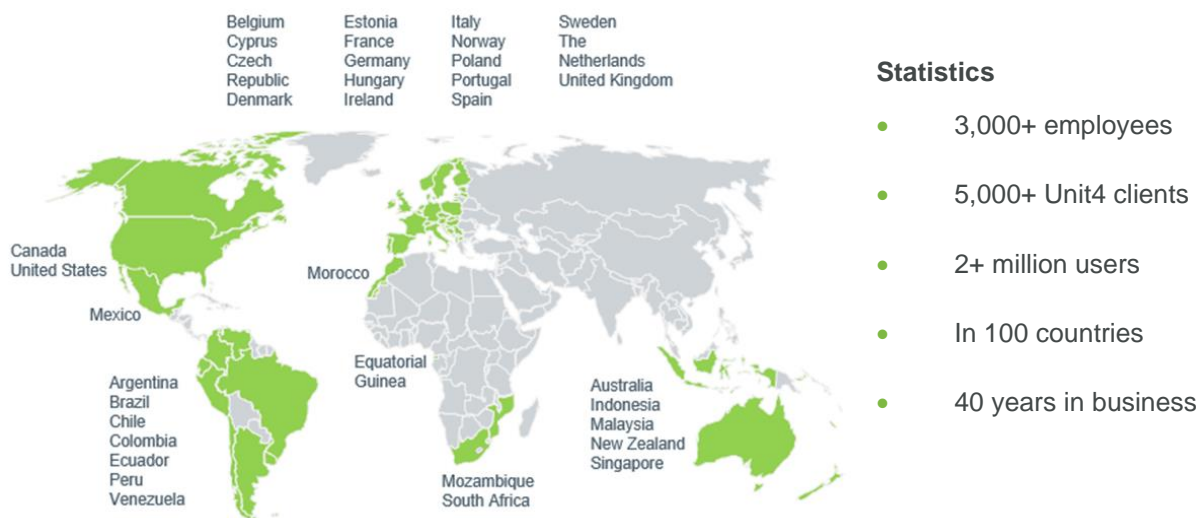 Belgium
Cyprus
Czech
Republic
Denmark
Estonia
France
Germany
Hungary
Ireland
Italy
Norway
Poland
Portugal
Spain
Sweden
The
Netherlands
United Kingdom
Canada
United States
Mexico
Argentina
Brazil
Chile
Colombia
Ecuador
Peru
Venezuela
Morocco
Equatorial
Guinea
Mozambique
South Africa
Australia
Indonesia
Malaysia
New Zealand
Singapore
Statistics
• 3,000+ employees
• 5,000+ Unit4 clients
• 2+ million users
• In 100 countries
• 40 years in business